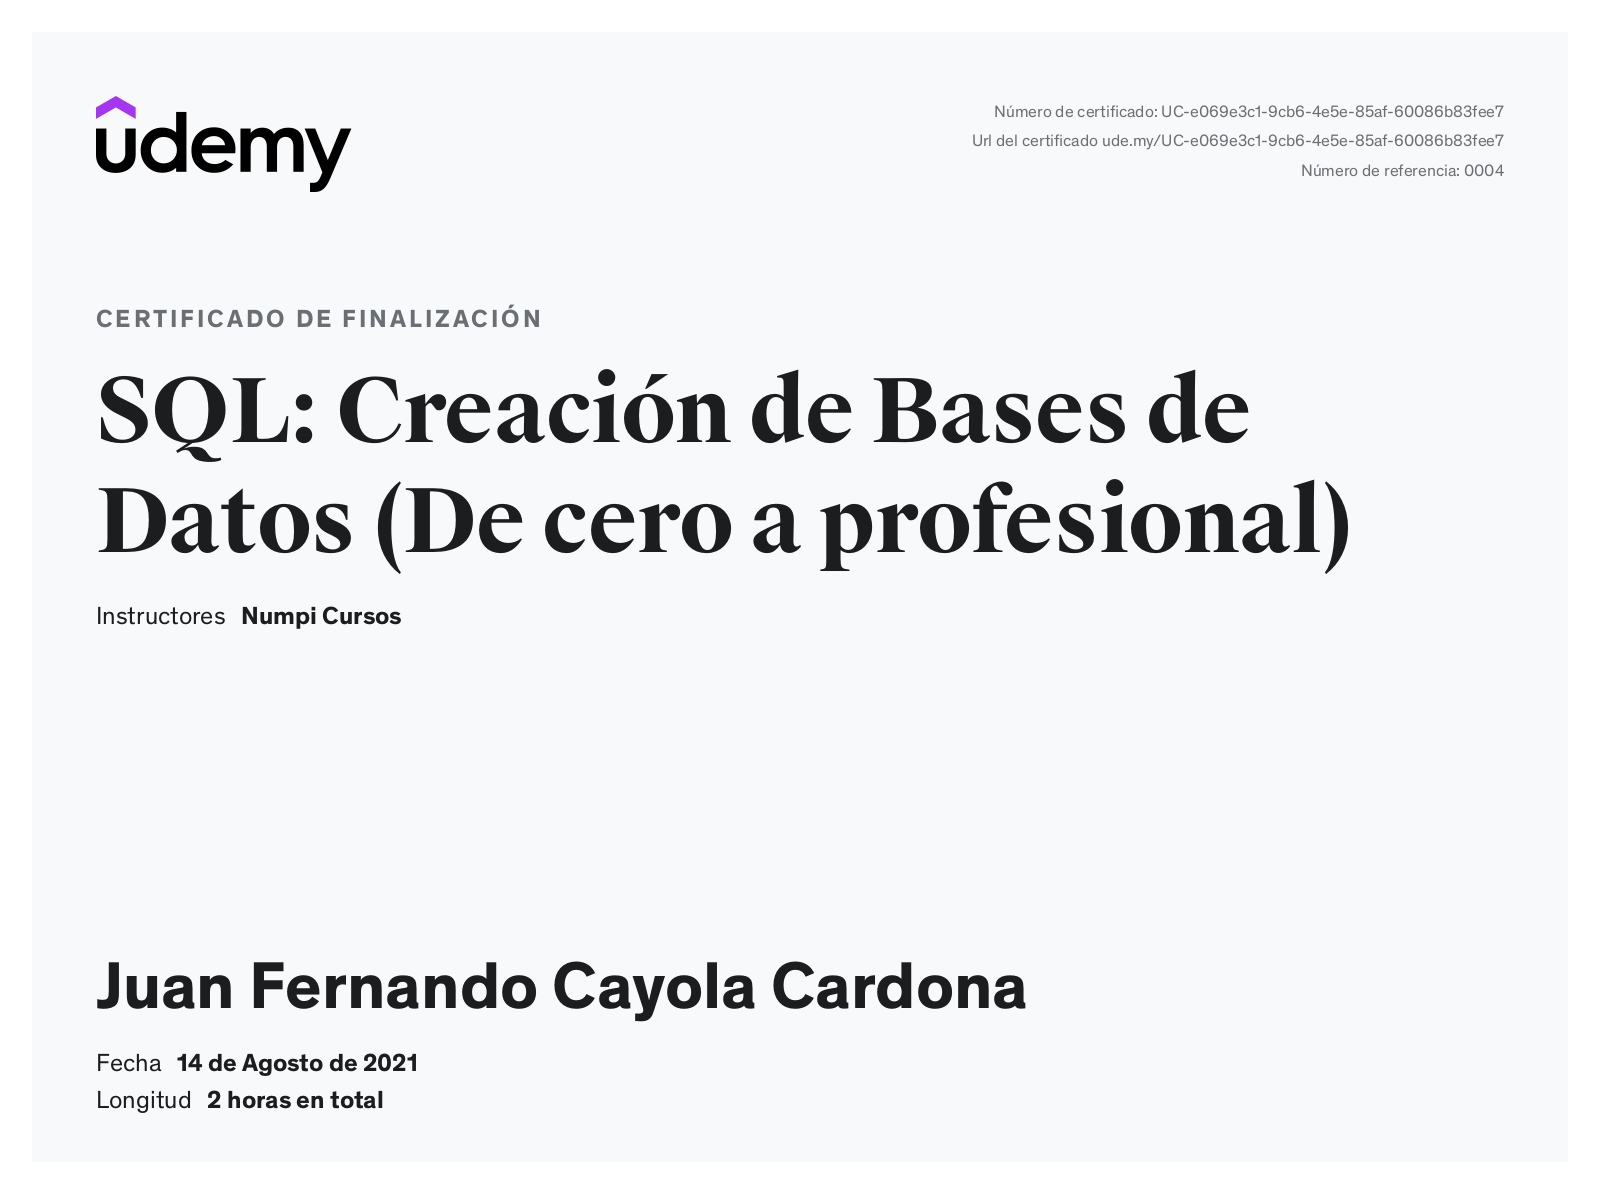 udemy
Número de certificado: UC-e069e3c1-9cb6-4e5e-85af-60086b83fee7
Url del certificado ude.my/UC-e069e3c1-9cb6-4e5e-85af-60086b83fee7
Número de referencia: 0004
CERTIFICADO DE FINALIZACIÓN
SQL: Creación de Bases de
Datos (De cero a profesional)
Instructores Numpi Cursos
Juan Fernando Cayola Cardona
Fecha 14 de Agosto de 2021
Longitud 2 horas en total